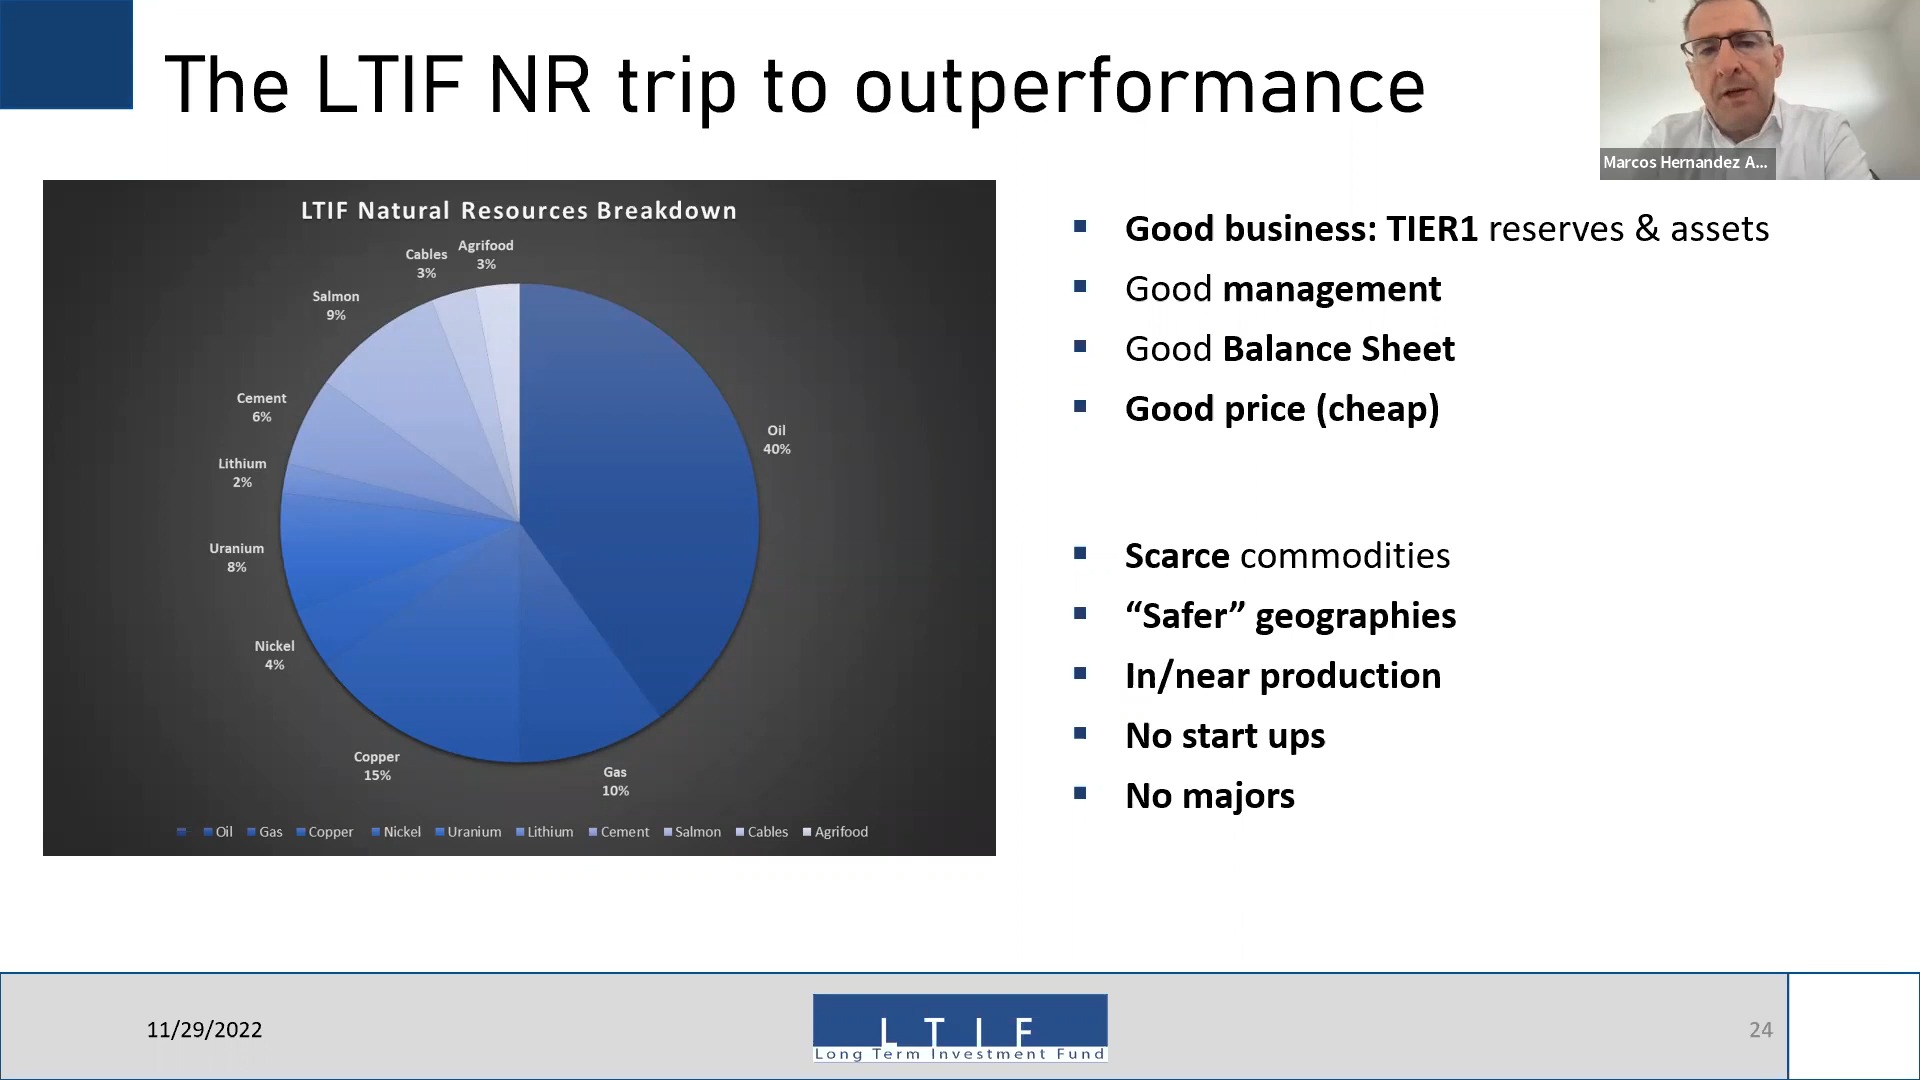 The LTIF NR trip to outperformance
Marcos Hernandez A...
LTIF Natural Resources Breakdown
Agrifood
3%
Cables
3%
Salmon
9%
Cement
6%
Oil
40%
Lithium
2%
Uranium
8%
Nickel
4%
Copper
15%
Gas
10%
Oil Gas Copper Nickel Uranium Lithium Cement Salmon Cables Agrifood
▪ Good business: TIER1 reserves & assets
▪ Good management
▪ Good Balance Sheet
▪ Good price (cheap)
▪ Scarce commodities
▪ “Safer” geographies
▪ In/near production
▪ No start ups
▪ No majors
11/29/2022
LTIF
Long Term Investment Fund
24